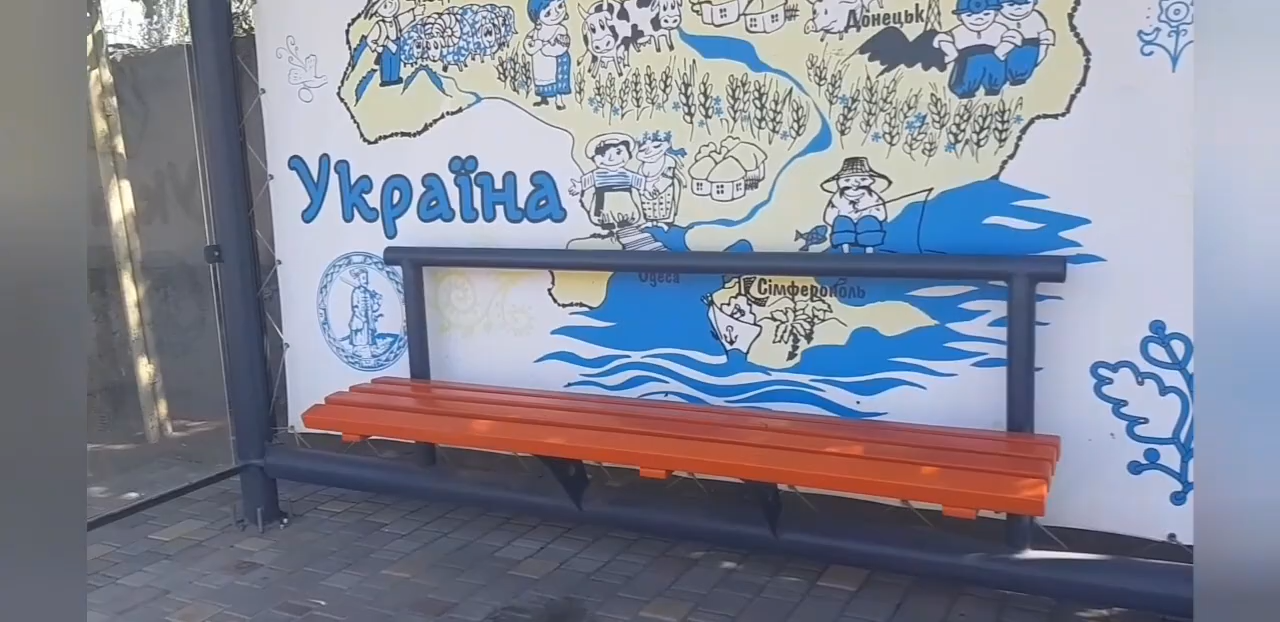 Донецьк
Україна
Одеса
Сімферополь